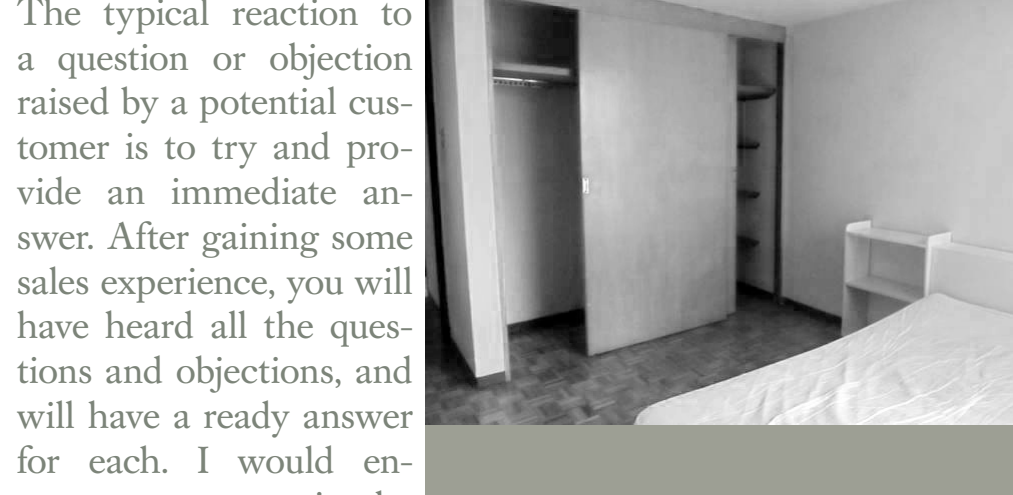 The typical reaction to
a question or objection
raised by a potential cus-
tomer is to try and pro-
vide an immediate an-
swer. After gaining some
sales experience, you will
have heard all the ques-
tions and objections, and
will have a ready answer
for each. I would en-